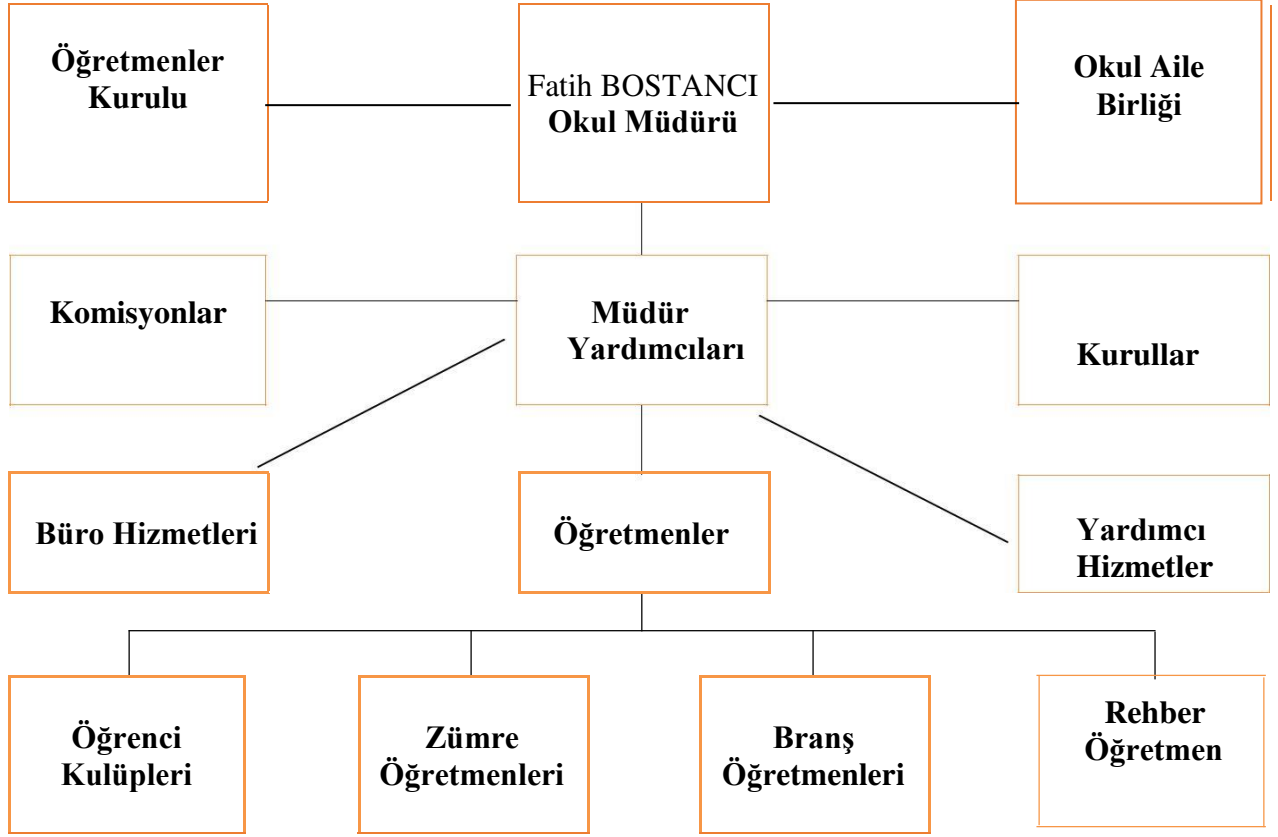 Öğretmenler
Kurulu
Fatih BOSTANCI
Okul Müdürü
Okul Aile
Birliği
Komisyonlar
Müdür
Yardımcıları
Kurullar
Büro Hizmetleri
Öğretmenler
Yardımcı
Hizmetler
Öğrenci
Kulüpleri
Zümre
Öğretmenleri
Branş
Öğretmenleri
Rehber
Öğretmen